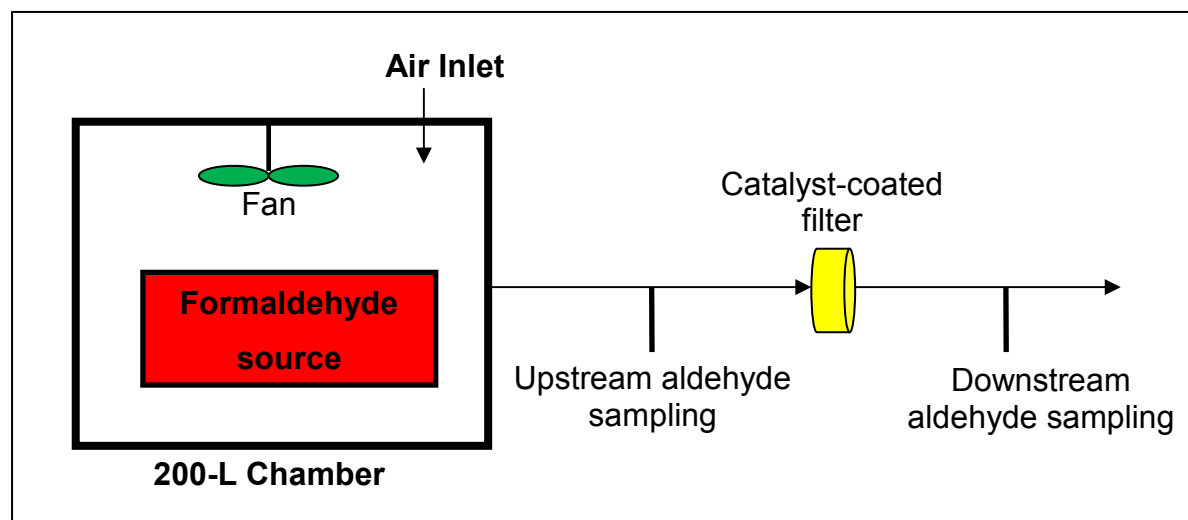 Air Inlet
Fan
Formaldehyde
source
200-L Chamber
Catalyst-coated
filter
Upstream aldehyde
sampling
Downstream
aldehyde sampling